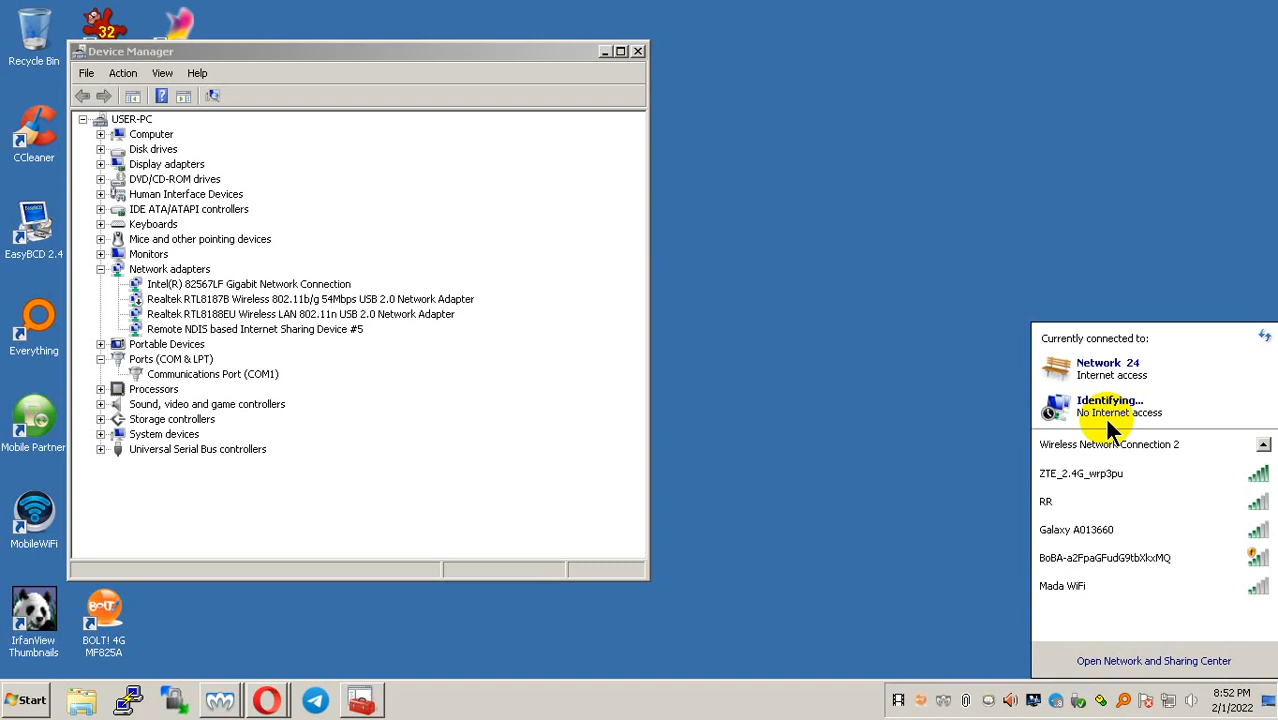 Recycle Bin
32
CCleaner
EasyBCD 2.4
Everything
Mobile Partner
MobileWiFi
IrfanView
Thumbnails
BOLT!
BOLT! 4G
MF825A
Device Manager
File Action View Help
USER-PC
Computer
Disk drives
Display adapters
DVD/CD-ROM drives
Human Interface Devices
IDE ATA/ATAPI controllers
Keyboards
Mice and other pointing devices
Monitors
Network adapters
Intel(R) 82567LF Gigabit Network Connection
Realtek RTL8187B Wireless 802.11b/g 54Mbps USB 2.0 Network Adapter
Realtek RTL8188EU Wireless LAN 802.11n USB 2.0 Network Adapter
Remote NDIS based Internet Sharing Device #5
Portable Devices
Ports (COM & LPT)
Communications Port (COM1)
Processors
Sound, video and game controllers
Storage controllers
System devices
Universal Serial Bus controllers
Currently connected to:
Network 24
Internet access
Identifying...
No Internet access
Wireless Network Connection 2
ZTE_2.4G_wrp3pu
RR
Galaxy A013660
BoBA-a2FpaGFudG9tbXkxMQ
Mada WiFi
Open Network and Sharing Center
Start
8:52 PM
2/1/2022